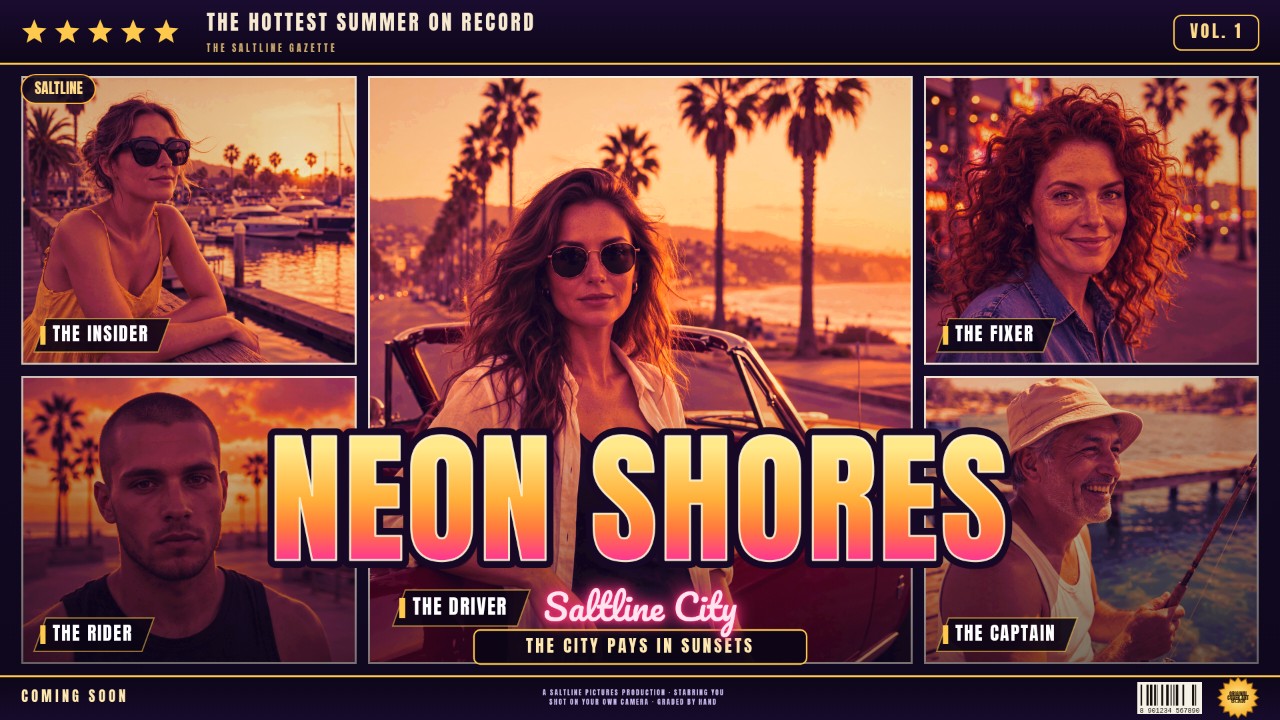 THE HOTTEST SUMMER ON RECORD
THE SALTLINE GAZETTE
VOL. 1
SALTLINE
THE INSIDER
THE FIXER
NEON SHORES
THE RIDER
THE DRIVER
Saltline City
THE CAPTAIN
THE CITY PAYS IN SUNSETS
COMING SOON
A SALTLINE PICTURES PRODUCTION · STARRING YOU
SHOT ON YOUR OWN CAMERA · GRADED BY HAND
8 901234 567890